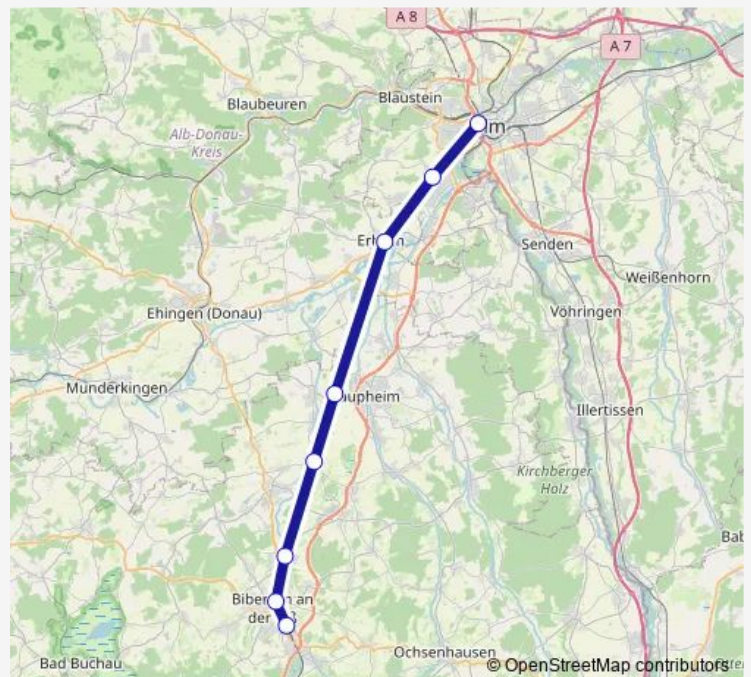 A 8
A 7
Blaustein
Blaubeuren
Alb-Donau-
Kreis
Senden
Weißenhorn
Ehingen (Donau)
Vöhringen
Munderkingen
Illertissen
Kirchberger
Holz
der
Ochsenhausen
Bad Buchau
© OpenStreetMap contributors